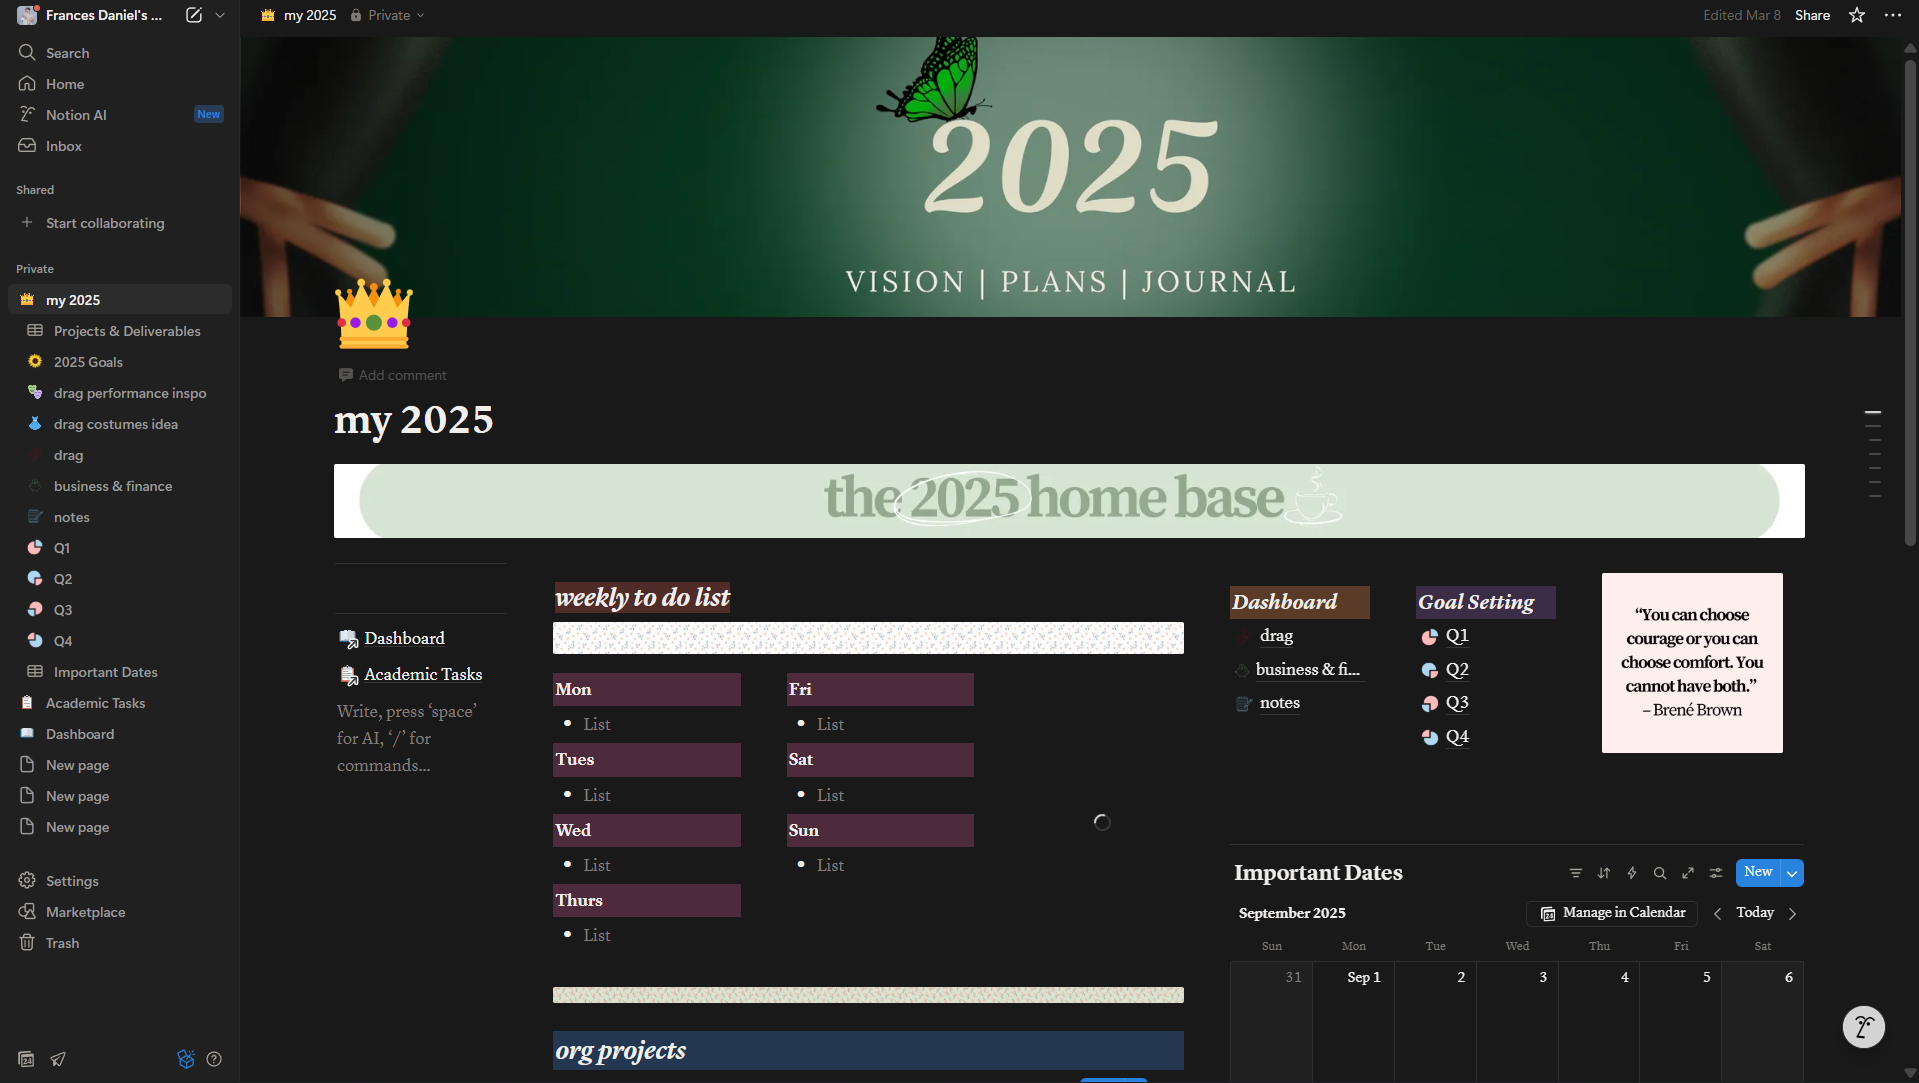 Frances Daniel's ...
Search
Home
Notion AI
New
Inbox
Shared
Start collaborating
Private
my 2025
Projects & Deliverables
2025 Goals
drag performance inspo
drag costumes idea
drag
business & finance
notes
Q1
Q2
Q3
Q4
Important Dates
Academic Tasks
Dashboard
New page
New page
New page
Settings
Marketplace
Trash
24
my 2025
Private
Edited Mar 8
Share
2025
VISION | PLANS | JOURNAL
Add comment
my 2025
the 2025 home base
Dashboard
Academic Tasks
Write, press ‘space’
for AI, ‘/’ for
commands...
weekly to do list
Mon
List
Tues
List
Wed
List
Thurs
List
Fri
List
Sat
List
Sun
List
org projects
Dashboard
drag
business & fi...
notes
Goal Setting
Q1
Q2
Q3
Q4
“You can choose
courage or you can
choose comfort. You
cannot have both.”
– Brené Brown
Important Dates
New
September 2025
24
Manage in Calendar
Today
Sun Mon Tue Wed Thu Fri Sat
31 Sep 1 2 3 4 5 6